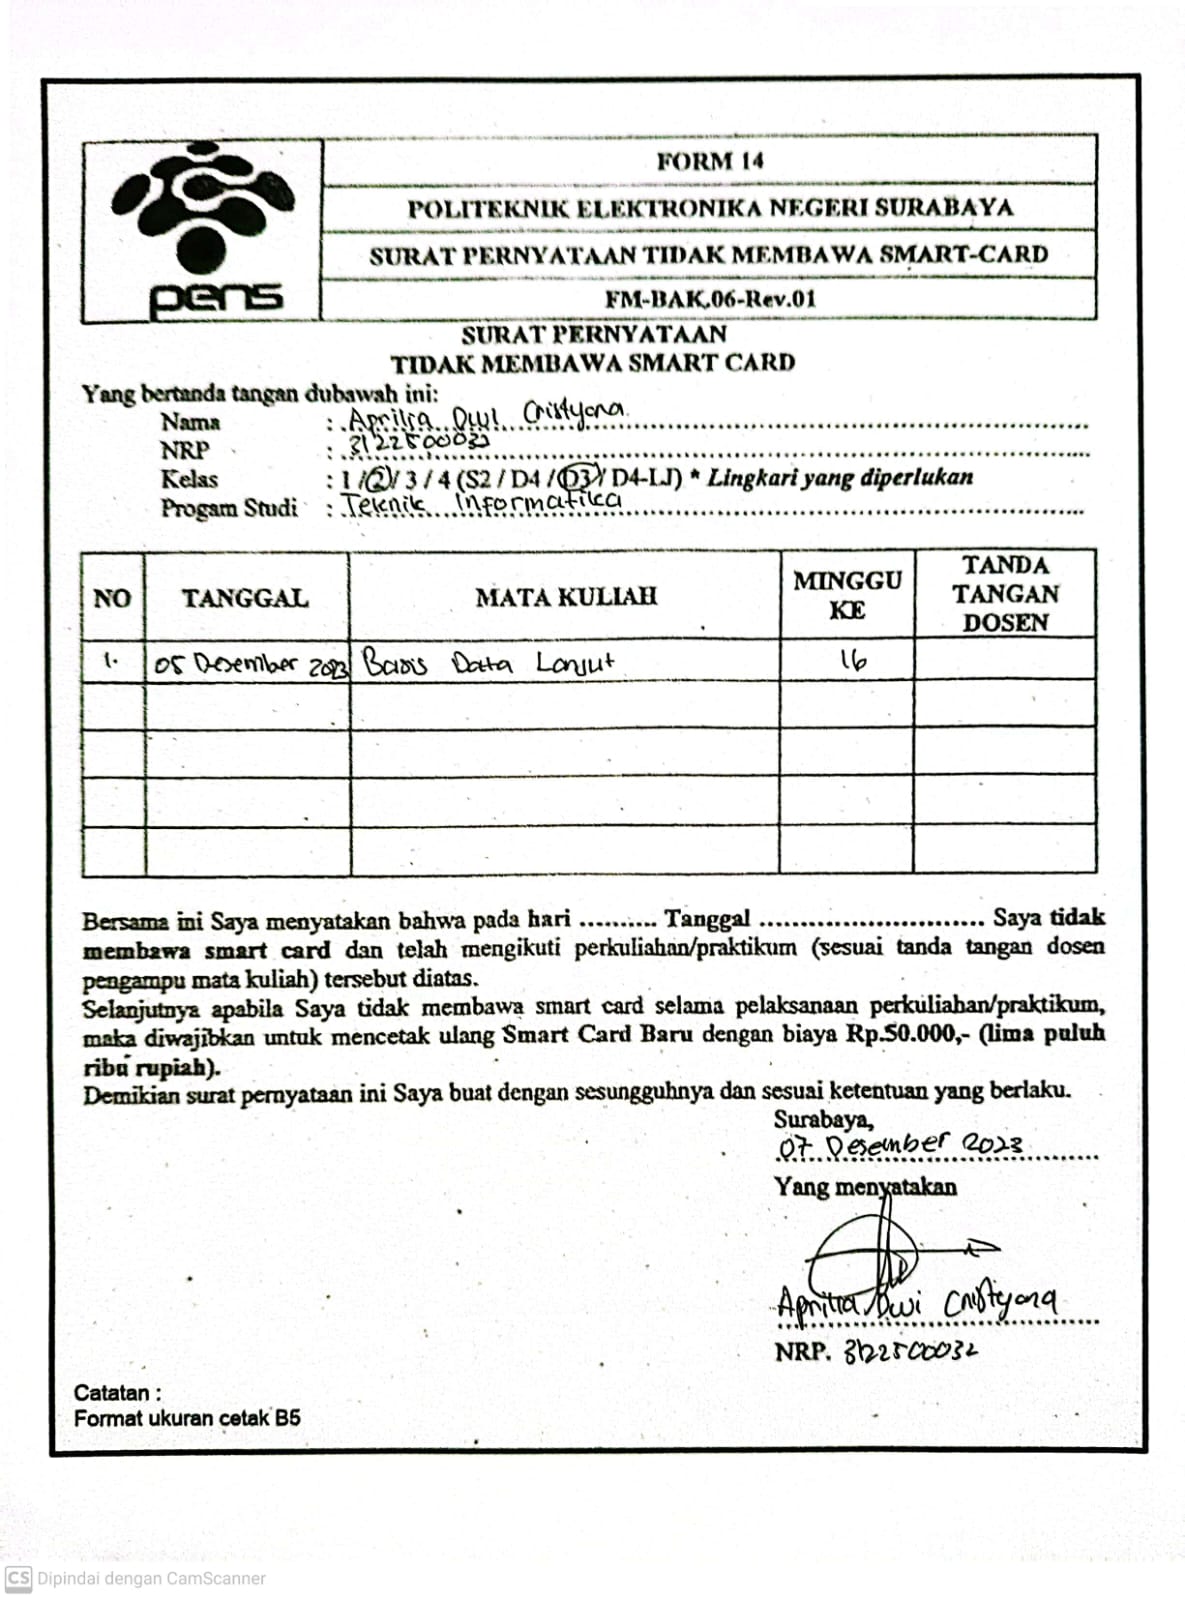 pens
FORM 14
POLITEKNIK ELEKTRONIKA NEGERI SURABAYA
SURAT PERNYATAAN TIDAK MEMBAWA SMART-CARD
FM-BAK.06-Rev.01
SURAT PERNYATAAN
TIDAK MEMBAWA SMART CARD
Yang bertanda tangan dubawah ini:
Nama : Aprilia Dwi Cristyana
NRP : 3122500032
Kelas : 1 / 2 / 3 / 4 (S2 / D4 / D3 / D4-LJ) * Lingkari yang diperlukan
Progam Studi : Teknik Informatika
NO TANGGAL MATA KULIAH MINGGU KE TANDA TANGAN DOSEN
1. 05 Desember 2023 Basis Data Lanjut 16
Bersama ini Saya menyatakan bahwa pada hari .......... Tanggal ............................ Saya tidak
membawa smart card dan telah mengikuti perkuliahan/praktikum (sesuai tanda tangan dosen
pengampu mata kuliah) tersebut diatas.
Selanjutnya apabila Saya tidak membawa smart card selama pelaksanaan perkuliahan/praktikum,
maka diwajibkan untuk mencetak ulang Smart Card Baru dengan biaya Rp.50.000,- (lima puluh
ribu rupiah).
Demikian surat pernyataan ini Saya buat dengan sesungguhnya dan sesuai ketentuan yang berlaku.
Surabaya,
07 Desember 2023
Yang menyatakan
Aprilia Dwi Cristyana
NRP. 3122500032
Catatan :
Format ukuran cetak B5
CS Dipindai dengan CamScanner